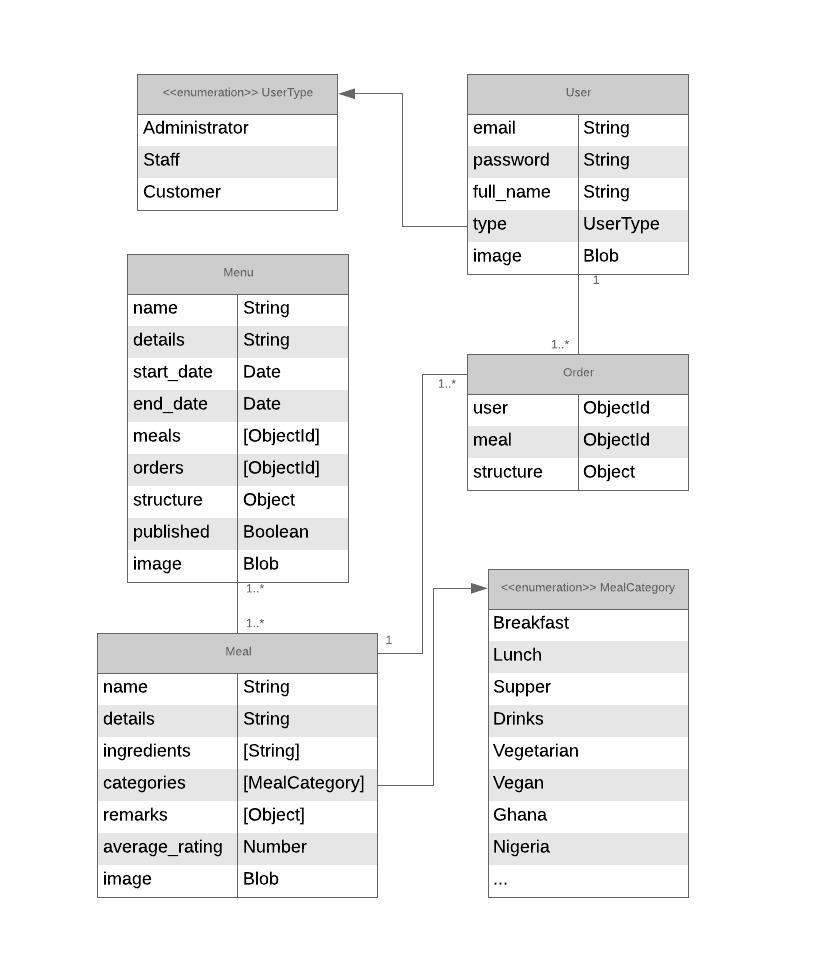 <<enumeration>> UserType
Administrator
Staff
Customer
User
email String
password String
full_name String
type UserType
image Blob
1
1..*
Menu
name String
details String
start_date Date
end_date Date
meals [ObjectId]
orders [ObjectId]
structure Object
published Boolean
image Blob
1..*
1..*
Order
user ObjectId
meal ObjectId
structure Object
1..*
1
Meal
name String
details String
ingredients [String]
categories [MealCategory]
remarks [Object]
average_rating Number
image Blob
<<enumeration>> MealCategory
Breakfast
Lunch
Supper
Drinks
Vegetarian
Vegan
Ghana
Nigeria
...